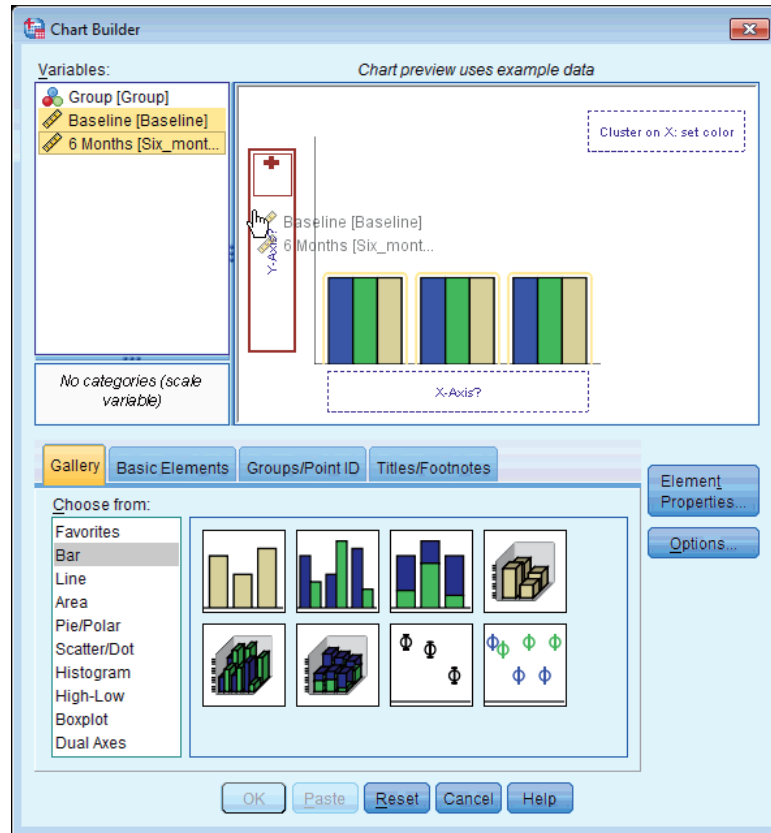 Chart Builder
Variables:
Chart preview uses example data
Group [Group]
Baseline [Baseline]
6 Months [Six_mont...
Cluster on X: set color
Baseline [Baseline]
6 Months [Six_mont...
Y-Axis?
X-Axis?
No categories (scale
variable)
Gallery Basic Elements Groups/Point ID Titles/Footnotes
Choose from:
Favorites
Bar
Line
Area
Pie/Polar
Scatter/Dot
Histogram
High-Low
Boxplot
Dual Axes
Element
Properties...
Options...
OK Paste Reset Cancel Help